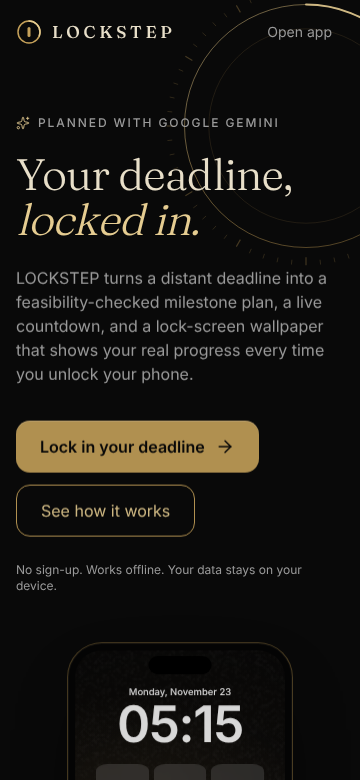 LOCKSTEP
Open app
PLANNED WITH GOOGLE GEMINI
Your deadline,
locked in.
LOCKSTEP turns a distant deadline into a
feasibility-checked milestone plan, a live
countdown, and a lock-screen wallpaper
that shows your real progress every time
you unlock your phone.
Lock in your deadline
See how it works
No sign-up. Works offline. Your data stays on your
device.
Monday, November 23
05:15